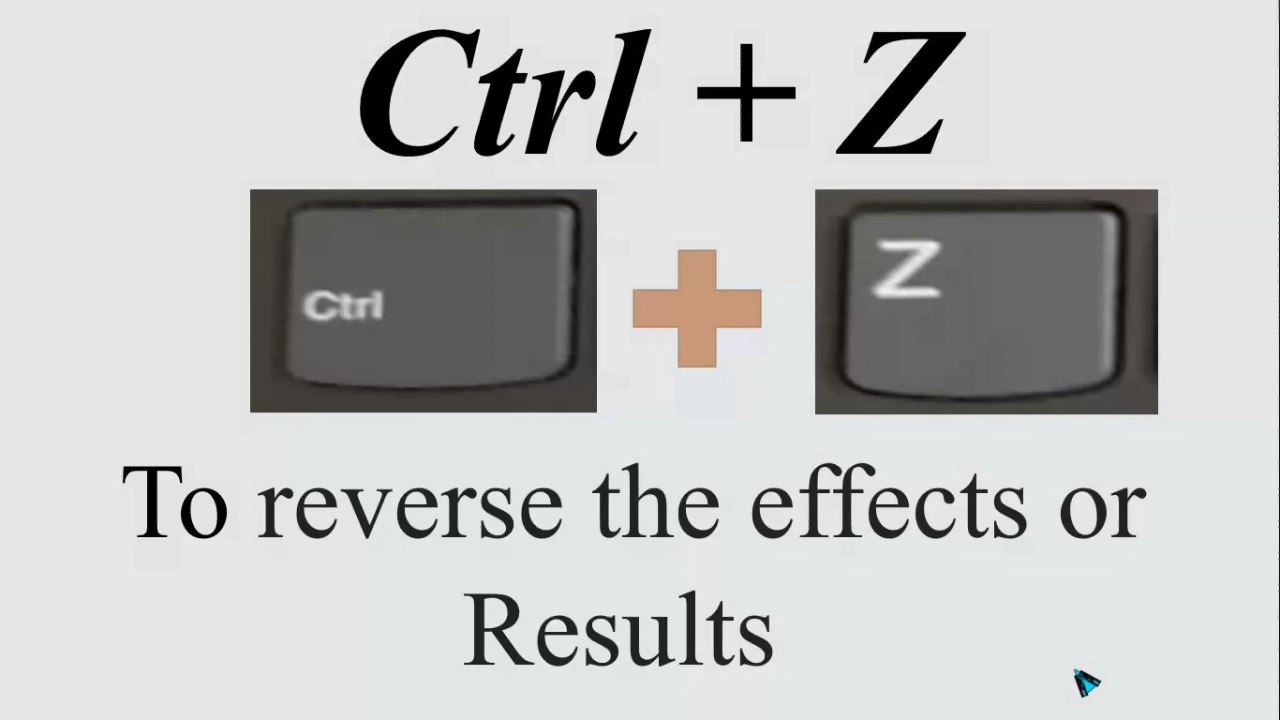 Ctrl + Z
Ctrl
Z
To reverse the effects or
Results